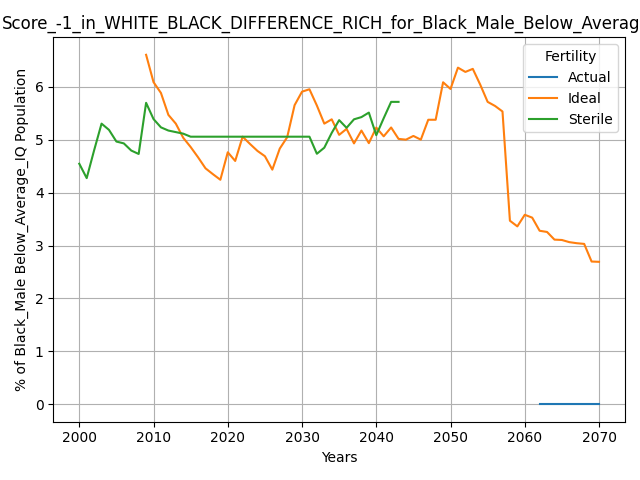 Score_-1_in_WHITE_BLACK_DIFFERENCE_RICH_for_Black_Male_Below_Averag
% of Black_Male Below_Average_IQ Population
6
5
4
3
2
1
0
Fertility
Actual
Ideal
Sterile
2000 2010 2020 2030 2040 2050 2060 2070
Years